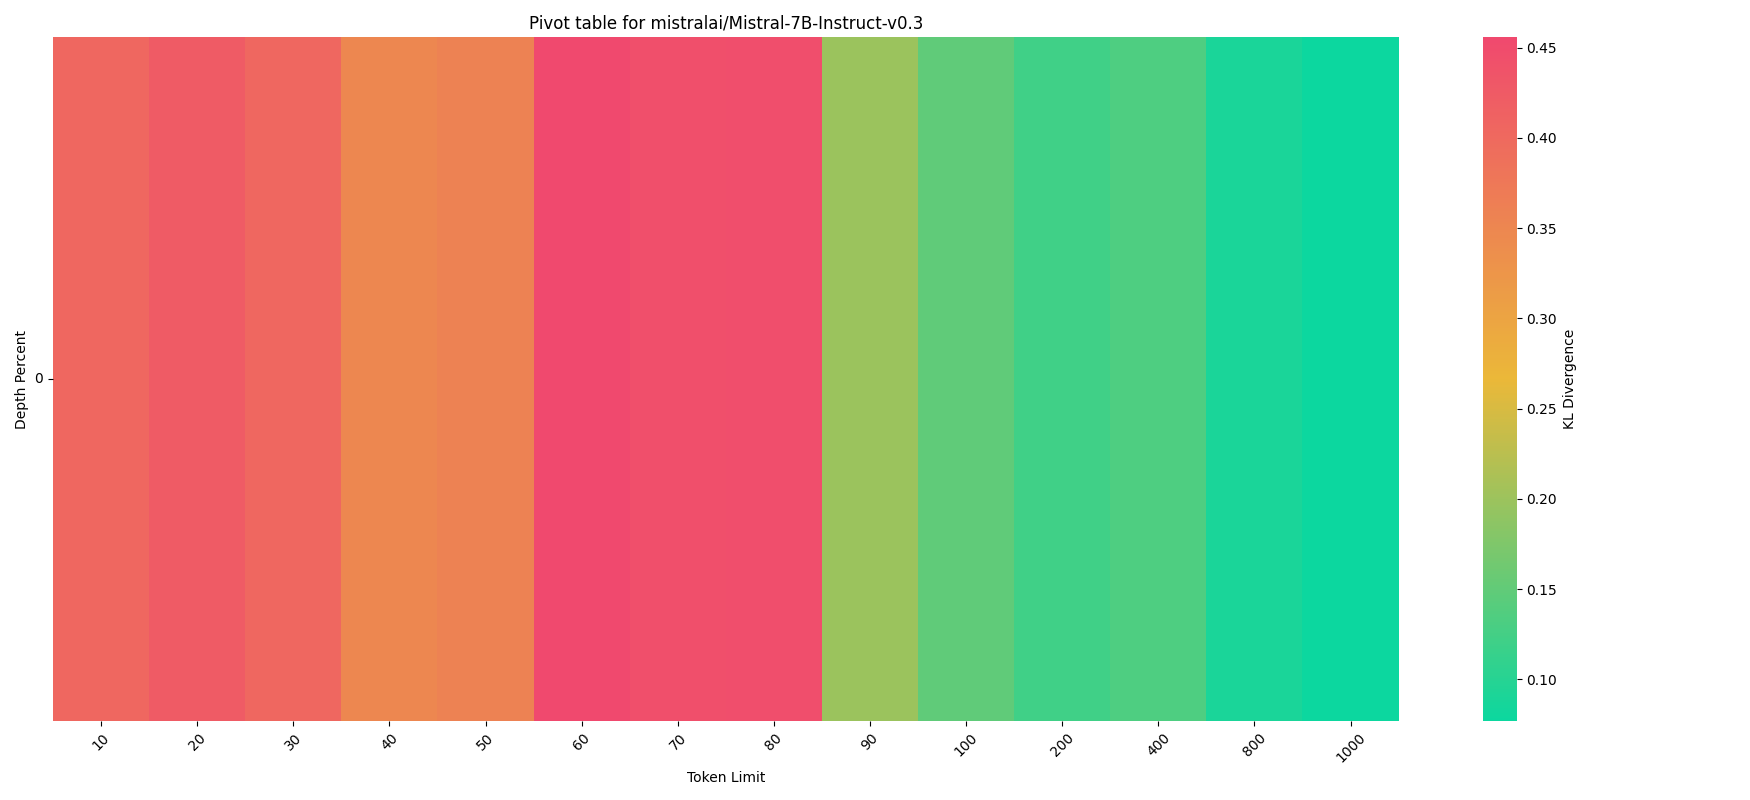 Pivot table for mistralai/Mistral-7B-Instruct-v0.3
Depth Percent
0
10 20 30 40 50 60 70 80 90 100 200 400 800 1000
Token Limit
0.45
0.40
0.35
0.30
0.25
0.20
0.15
0.10
KL Divergence